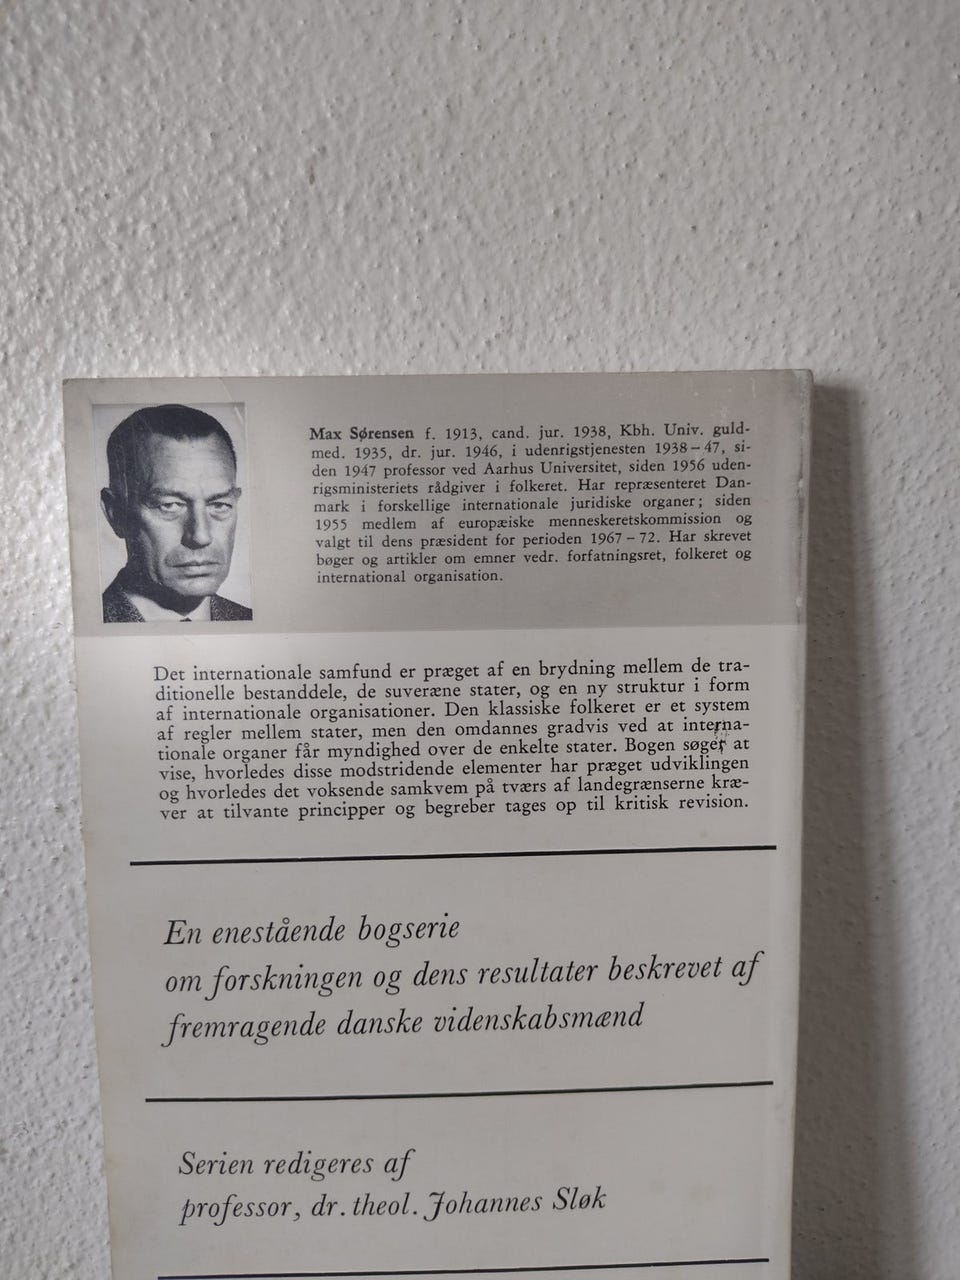 Max Sørensen f. 1913, cand. jur. 1938, Kbh. Univ. guld-
med. 1935, dr. jur. 1946, i udenrigstjenesten 1938 – 47, si-
den 1947 professor ved Aarhus Universitet, siden 1956 uden-
rigsministeriets rådgiver i folkeret. Har repræsenteret Dan-
mark i forskellige internationale juridiske organer; siden
1955 medlem af europæiske menneskeretskommission og
valgt til dens præsident for perioden 1967 – 72. Har skrevet
bøger og artikler om emner vedr. forfatningsret, folkeret og
international organisation.
Det internationale samfund er præget af en brydning mellem de tra-
ditionelle bestanddele, de suveræne stater, og en ny struktur i form
af internationale organisationer. Den klassiske folkeret er et system
af regler mellem stater, men den omdannes gradvis ved at interna-
tionale organer får myndighed over de enkelte stater. Bogen søger at
vise, hvorledes disse modstridende elementer har præget udviklingen
og hvorledes det voksende samkvem på tværs af landegrænserne kræ-
ver at tilvante principper og begreber tages op til kritisk revision.
En enestående bogserie
om forskningen og dens resultater beskrevet af
fremragende danske videnskabsmænd
Serien redigeres af
professor, dr. theol. Johannes Sløk